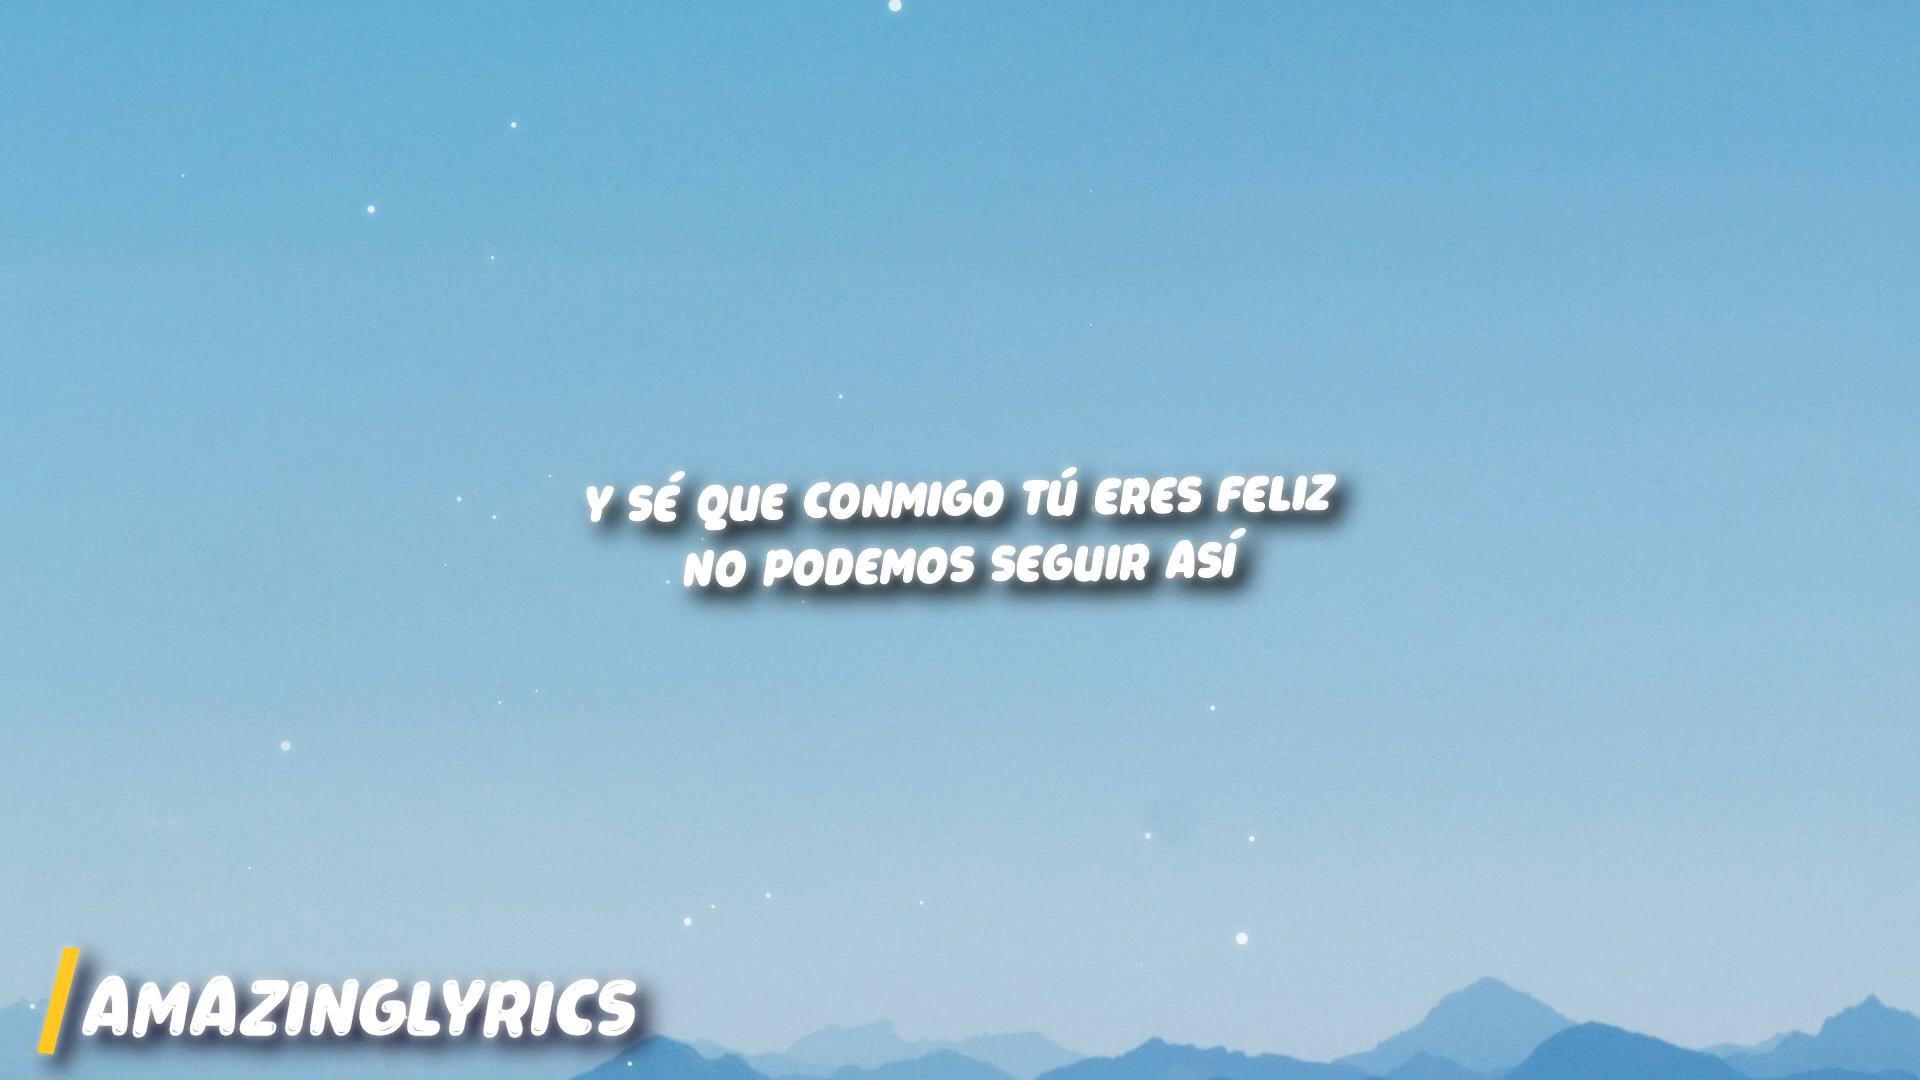 Y SÉ QUE CONMIGO TÚ ERES FELIZ
NO PODEMOS SEGUIR ASÍ
AMAZINGLYRICS